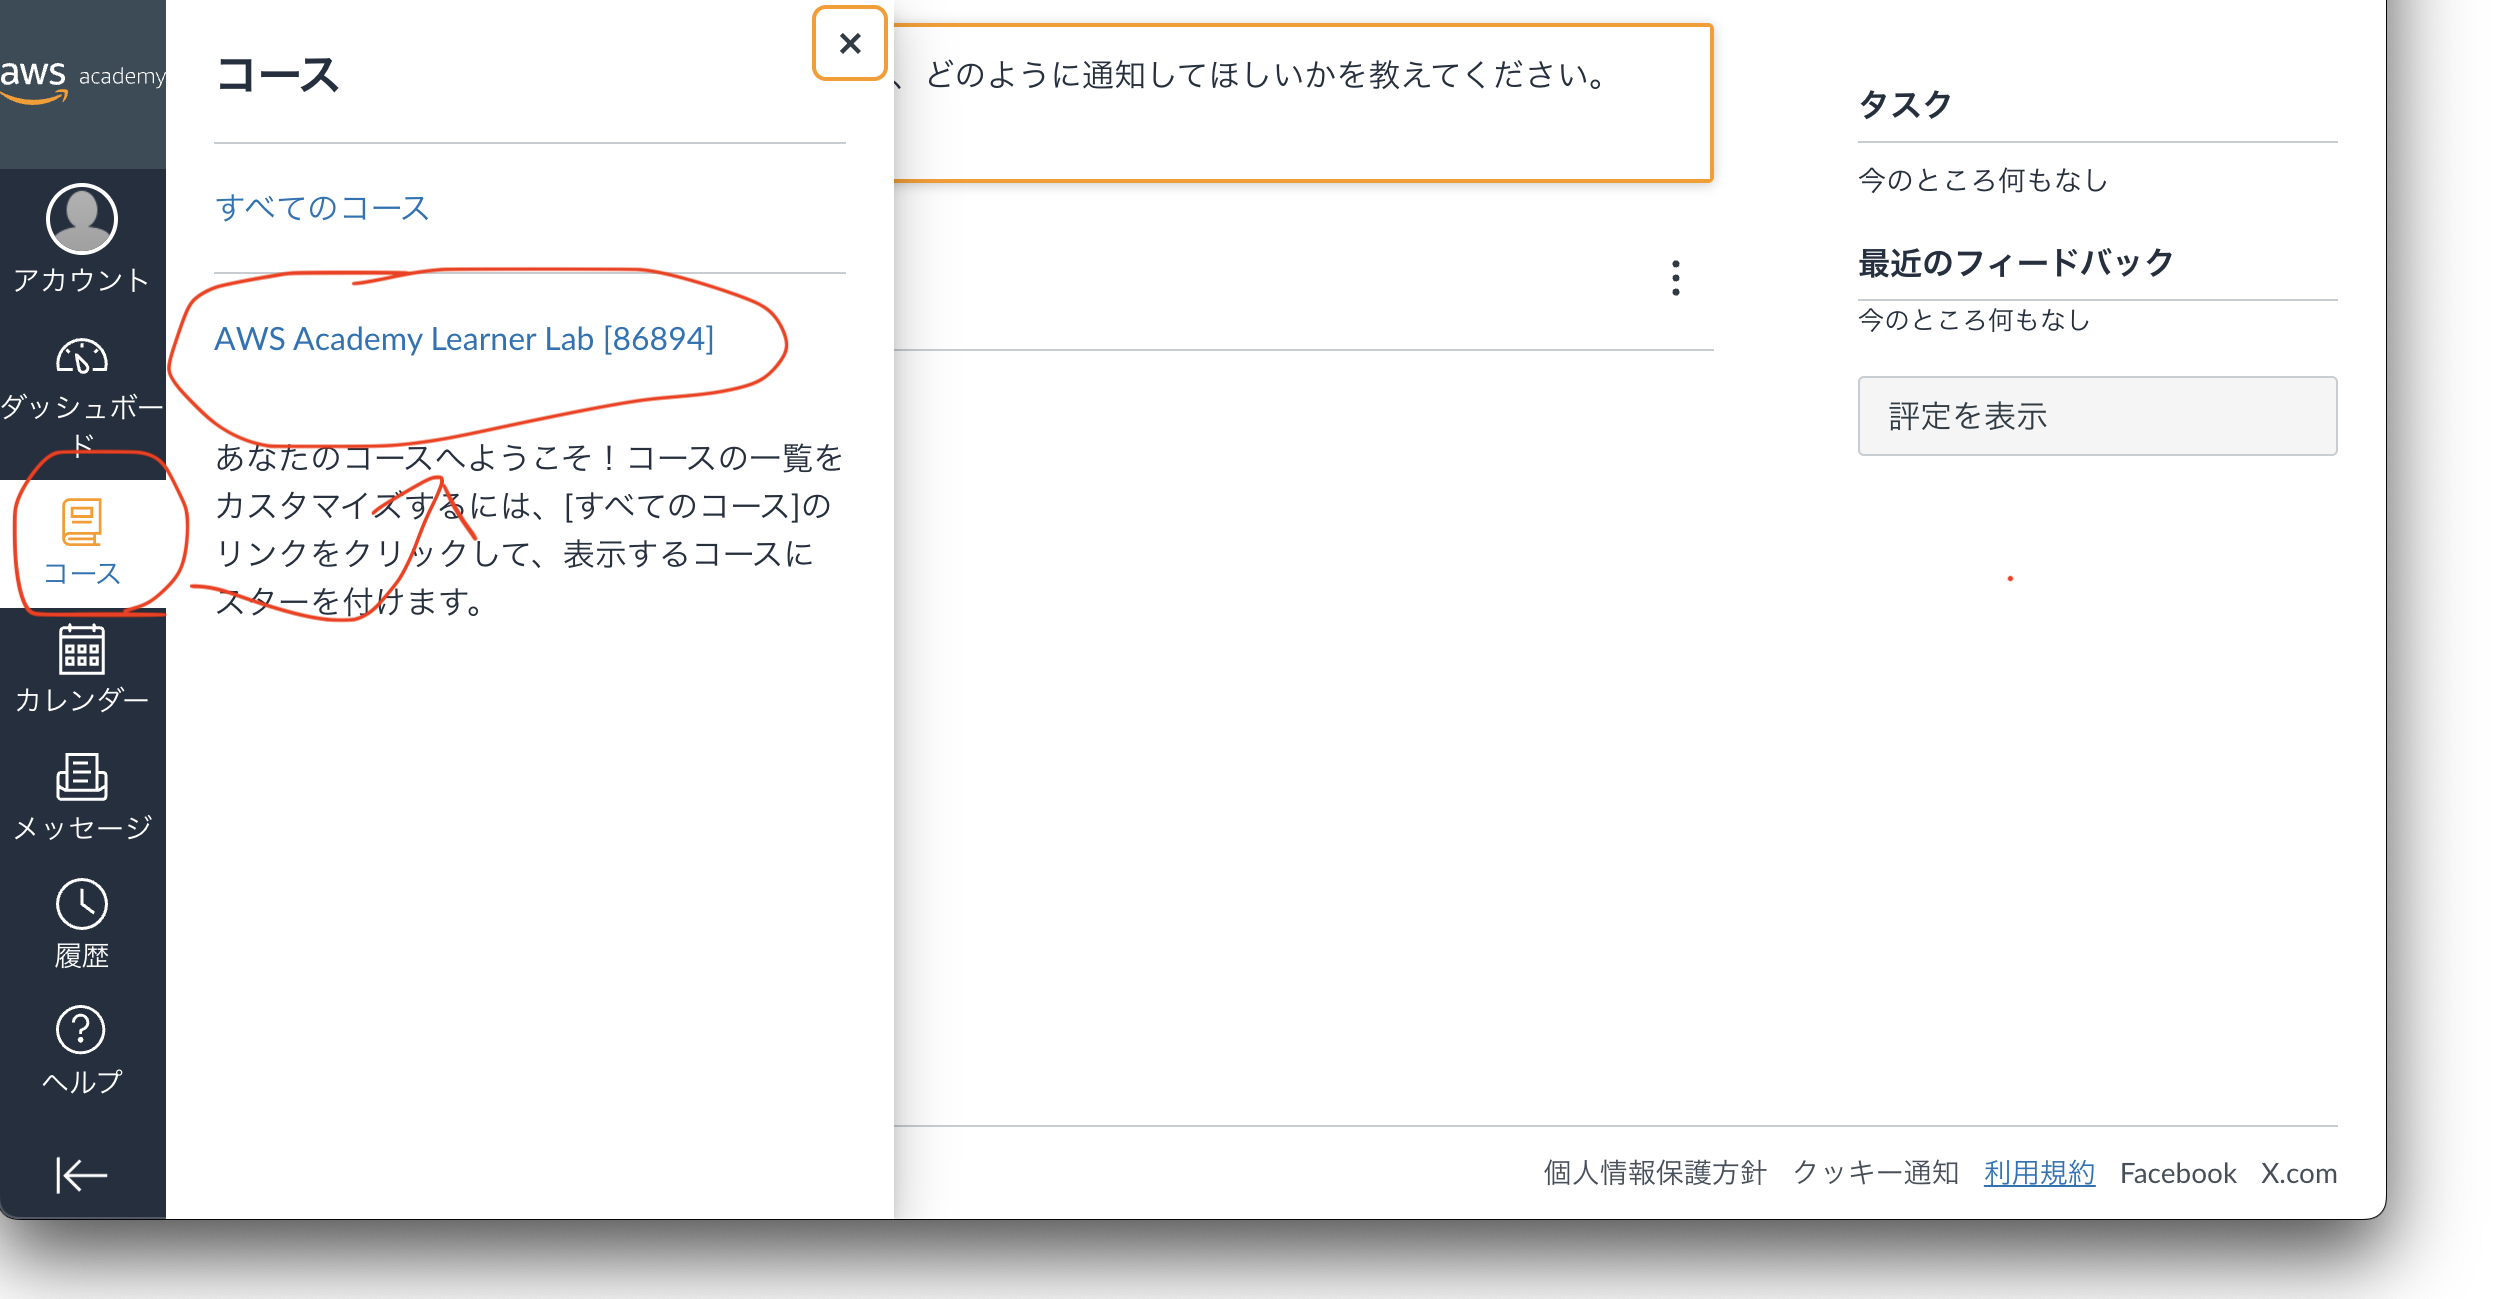 aws academy
アカウント
ダッシュボー
ド
コース
カレンダー
メッセージ
履歴
ヘルプ
コース
すべてのコース
AWS Academy Learner Lab [86894]
あなたのコースへようこそ！コースの一覧を
カスタマイズするには、[すべてのコース]の
リンクをクリックして、表示するコースに
スターを付けます。
、どのように通知してほしいかを教えてください。
タスク
今のところ何もなし
最近のフィードバック
今のところ何もなし
評定を表示
個人情報保護方針 クッキー通知 利用規約 Facebook X.com